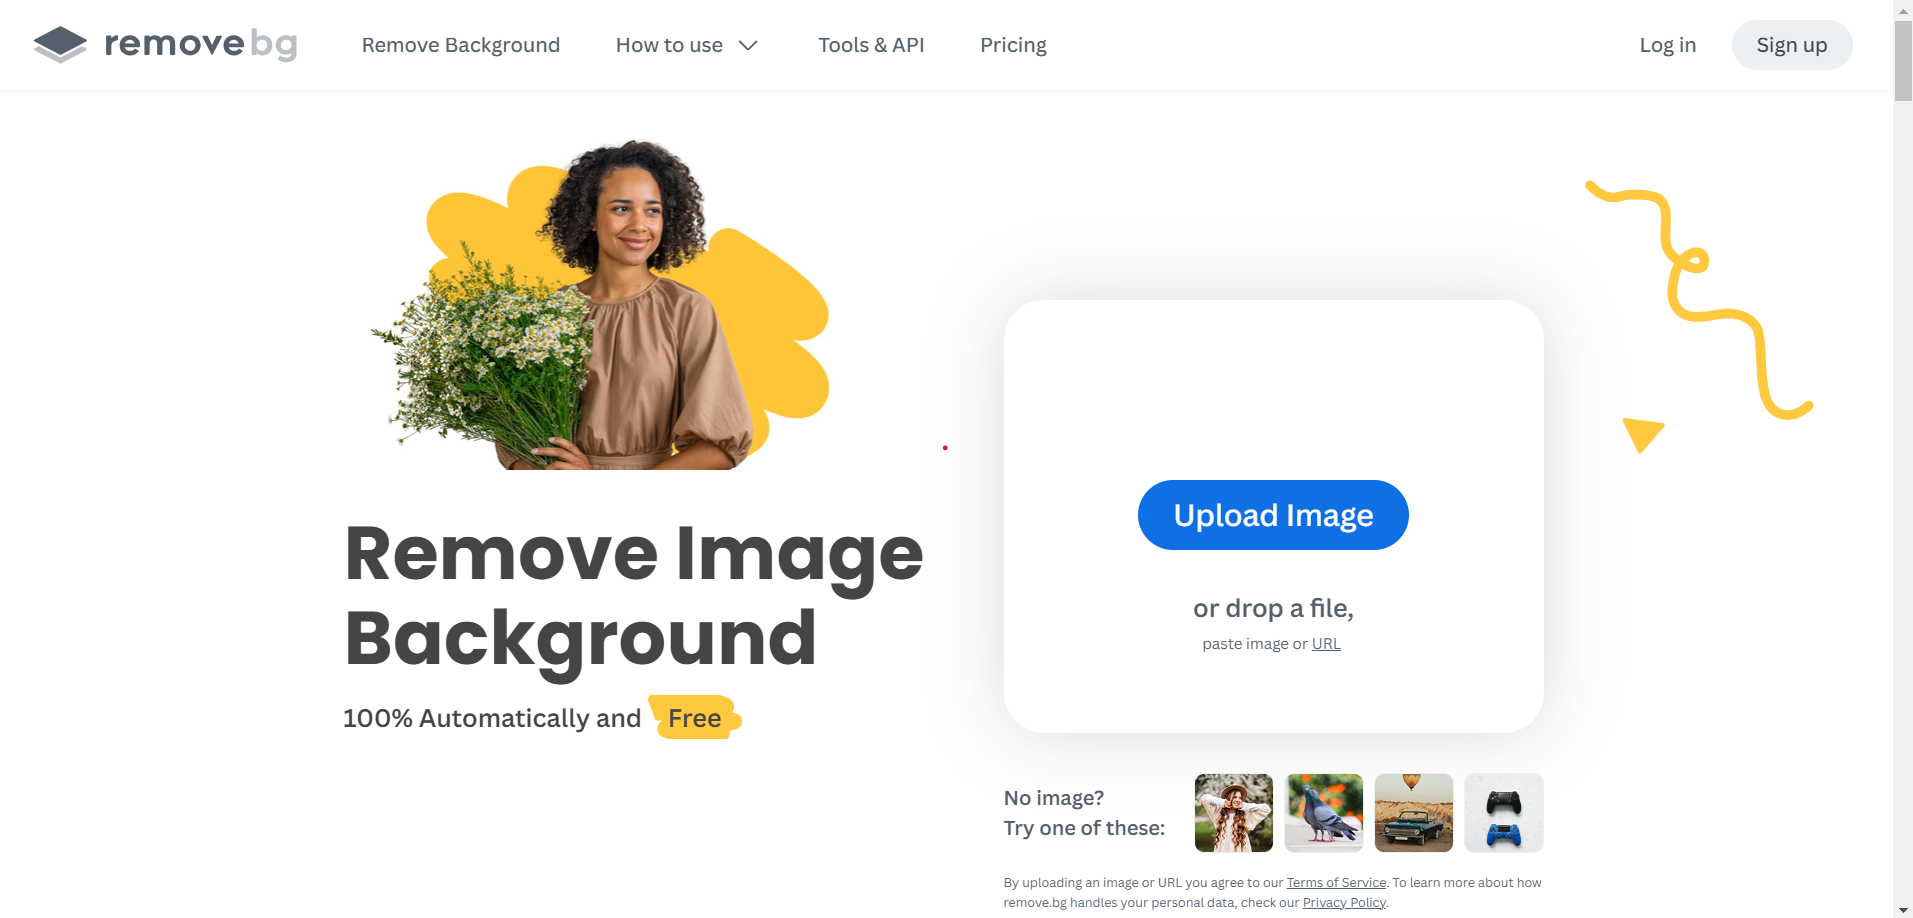 removebg
Remove Background
How to use
Tools & API
Pricing
Log in
Sign up
Remove Image
Background
100% Automatically and Free
Upload Image
or drop a file,
paste image or URL
No image?
Try one of these:
By uploading an image or URL you agree to our Terms of Service. To learn more about how
remove.bg handles your personal data, check our Privacy Policy.